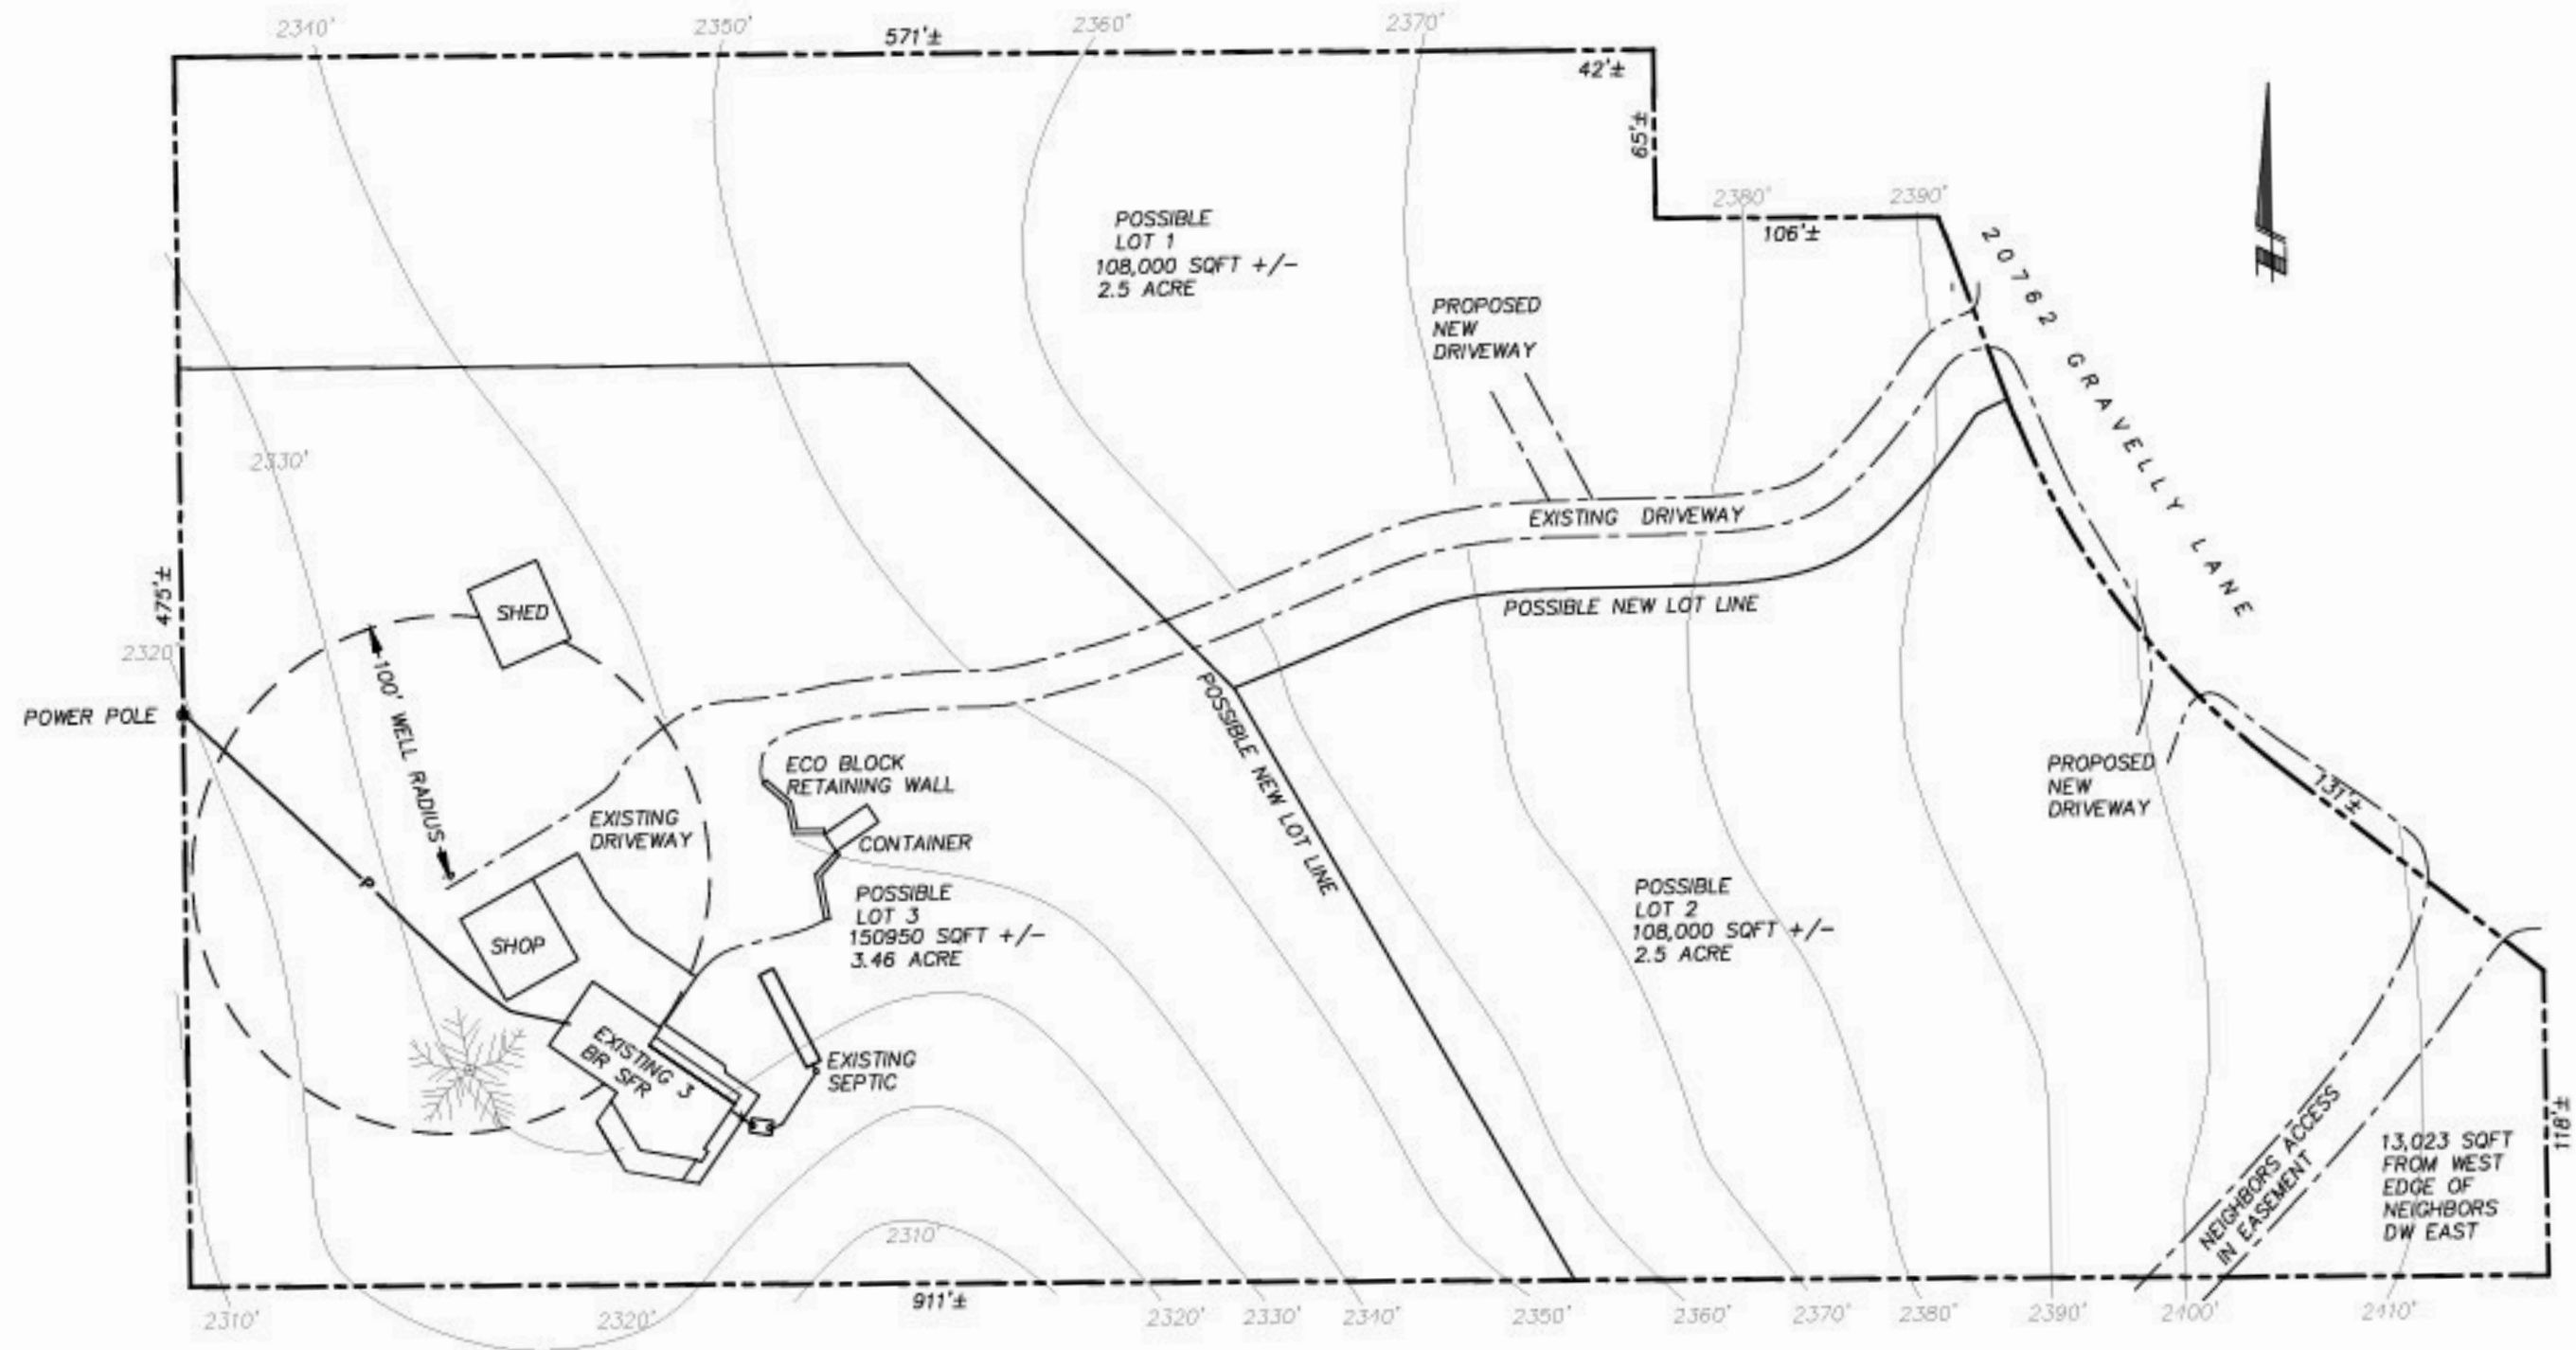 2340'
2350'
571'±
2360'
2370'
42'±
65'±
2380'
2390'
106'±
POSSIBLE
LOT 1
108,000 SQFT +/-
2.5 ACRE
PROPOSED
NEW
DRIVEWAY
20762 GRAVELLY LANE
2330'
EXISTING DRIVEWAY
POSSIBLE NEW LOT LINE
475'±
SHED
2320'
POWER POLE
100' WELL RADIUS
POSSIBLE NEW LOT LINE
ECO BLOCK
RETAINING WALL
EXISTING
DRIVEWAY
CONTAINER
PROPOSED
NEW
DRIVEWAY
131'±
P
SHOP
POSSIBLE
LOT 3
150950 SQFT +/-
3.46 ACRE
POSSIBLE
LOT 2
108,000 SQFT +/-
2.5 ACRE
EXISTING 3
BR SFR
EXISTING
SEPTIC
NEIGHBORS ACCESS
IN EASEMENT
13,023 SQFT
FROM WEST
EDGE OF
NEIGHBORS
DW EAST
118'±
2310'
911'±
2310'
2320'
2320'
2330'
2340'
2350'
2360'
2370'
2380'
2390'
2400'
2410'